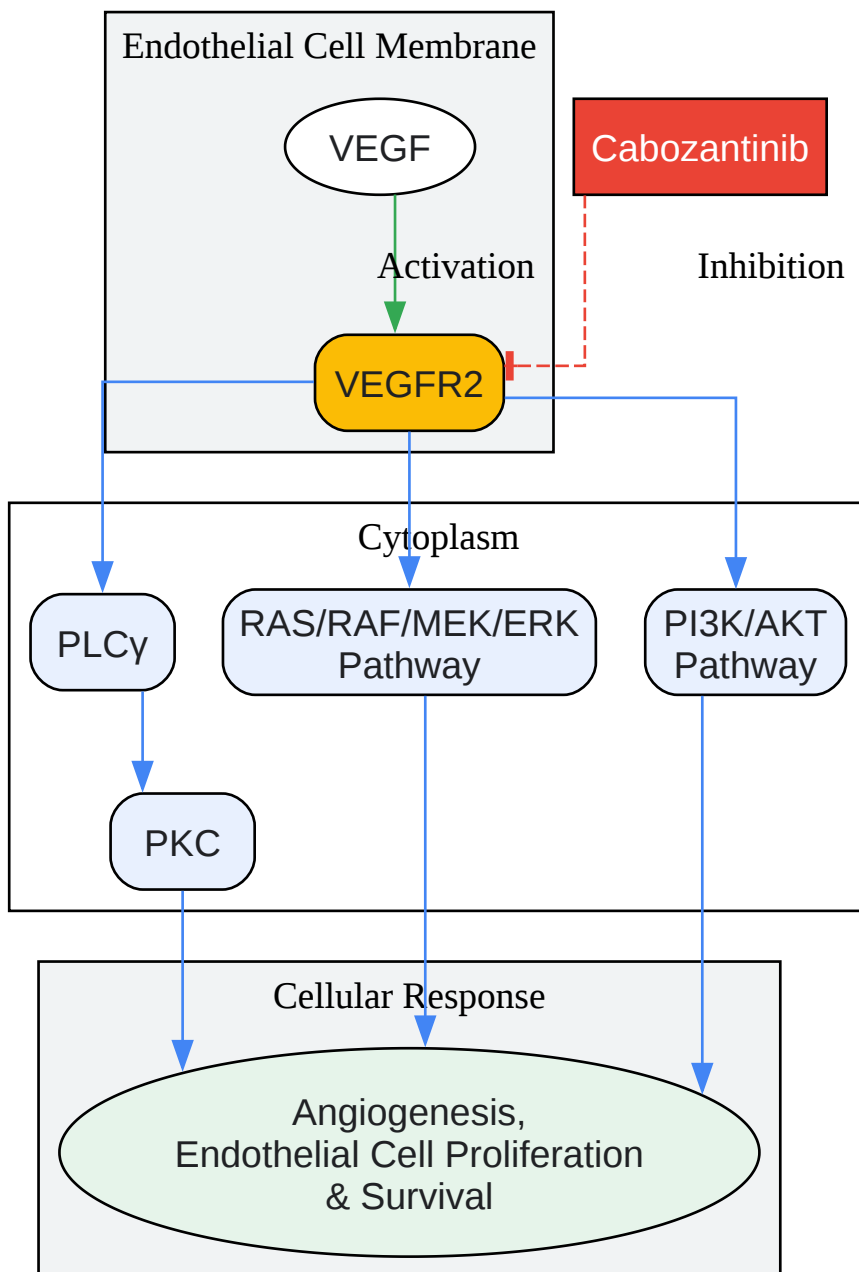 Endothelial Cell Membrane
VEGF
Cabozantinib
Activation
Inhibition
VEGFR2
Cytoplasm
PLCγ
RAS/RAF/MEK/ERK
Pathway
PI3K/AKT
Pathway
PKC
Cellular Response
Angiogenesis,
Endothelial Cell Proliferation
& Survival